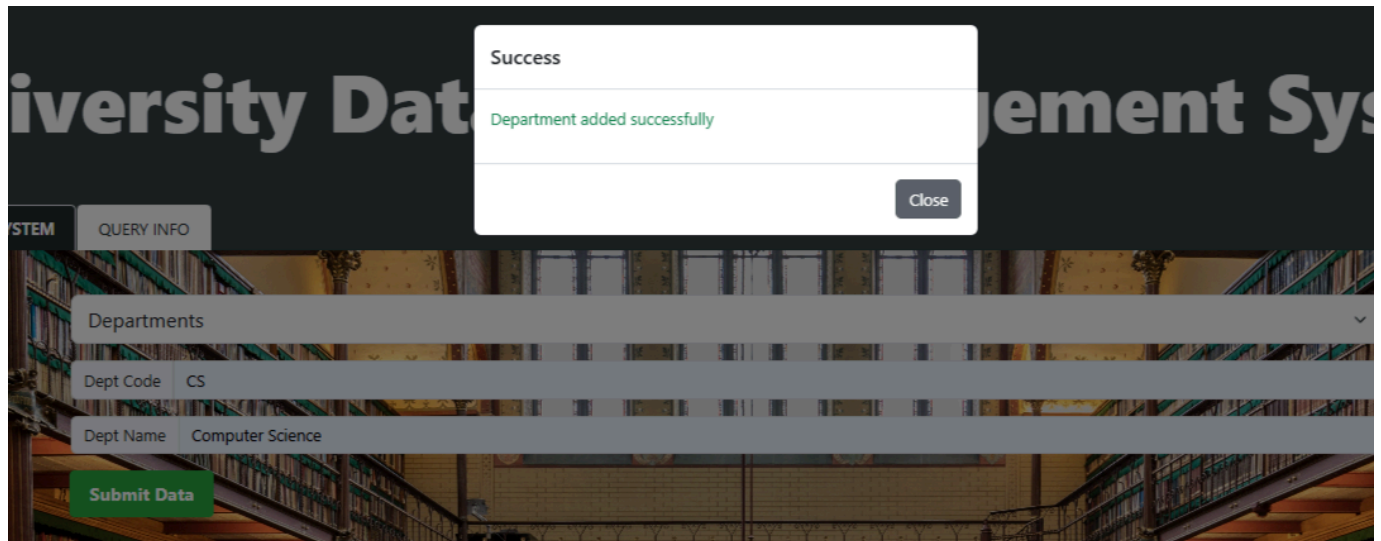 Success
iversity Dat
gement Sys
Department added successfully
Close
YSTEM
QUERY INFO
Departments
Dept Code CS
Dept Name Computer Science
Submit Data